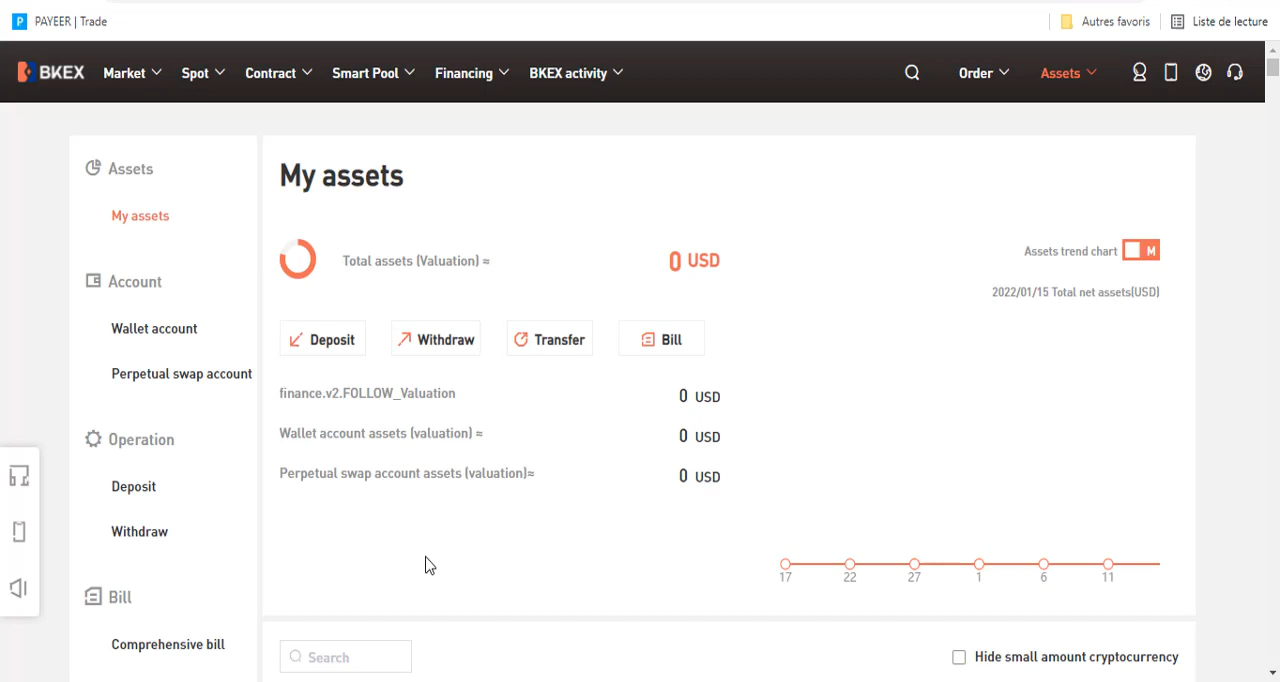 P PAYEER | Trade
Autres favoris
Liste de lecture
BKEX Market Spot Contract Smart Pool Financing BKEX activity Order Assets
Assets
My assets
Account
Wallet account
Perpetual swap account
Operation
Deposit
Withdraw
Bill
Comprehensive bill
My assets
Total assets (Valuation) ≈ 0 USD
Assets trend chart M
2022/01/15 Total net assets(USD)
Deposit Withdraw Transfer Bill
finance.v2.FOLLOW_Valuation 0 USD
Wallet account assets (valuation) ≈ 0 USD
Perpetual swap account assets (valuation)≈ 0 USD
17 22 27 1 6 11
Search
Hide small amount cryptocurrency